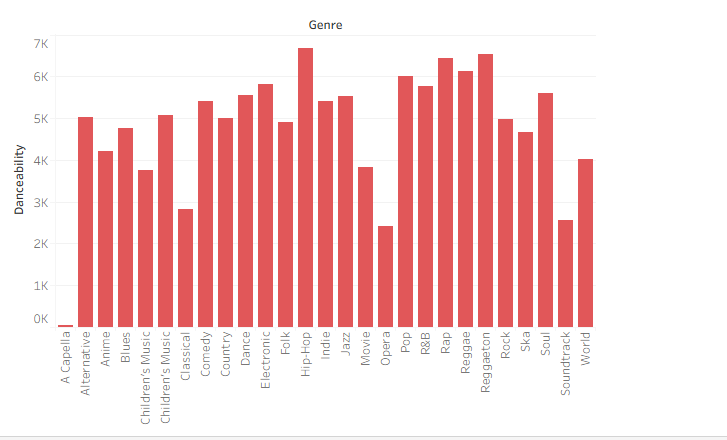 Genre
7K
6K
5K
4K
3K
2K
1K
0K
Danceability
A Capella
Alternative
Anime
Blues
Children's Music
Children’s Music
Classical
Comedy
Country
Dance
Electronic
Folk
Hip-Hop
Indie
Jazz
Movie
Opera
Pop
R&B
Rap
Reggae
Reggaeton
Rock
Ska
Soul
Soundtrack
World